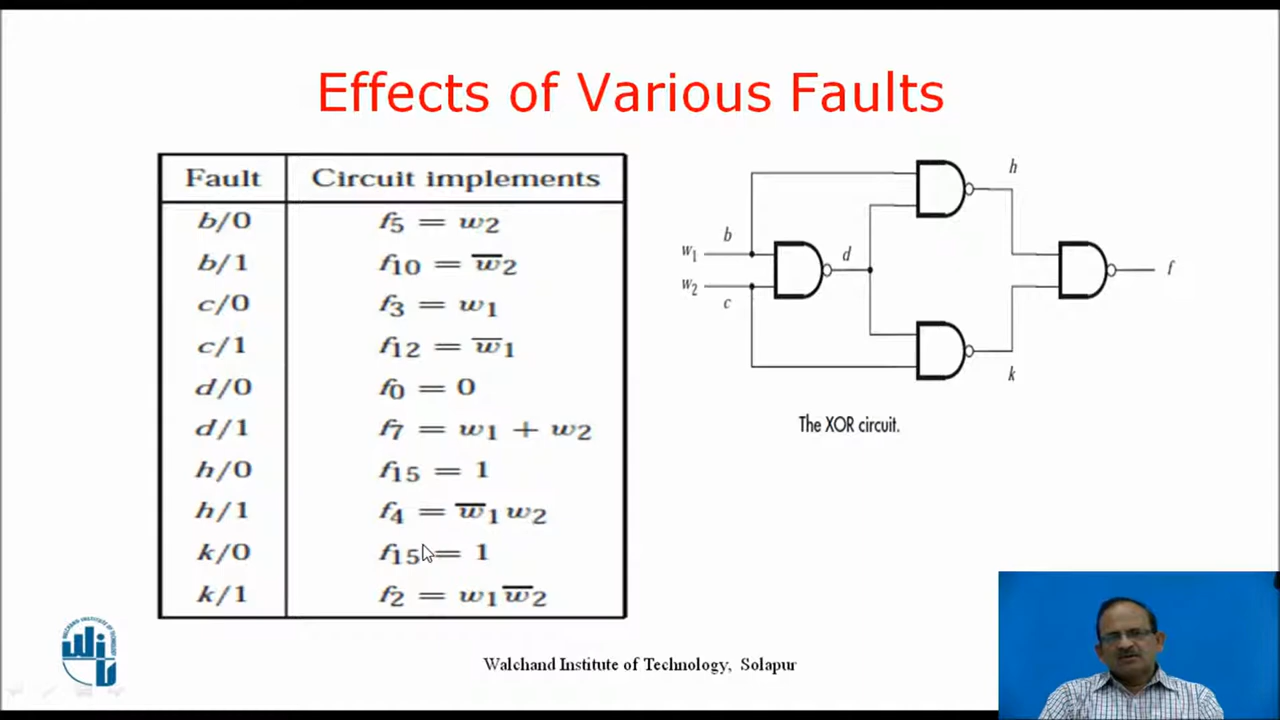 Effects of Various Faults
Fault Circuit implements
b/0 f5 = w2
b/1 f10 = w̅2
c/0 f3 = w1
c/1 f12 = w̅1
d/0 f0 = 0
d/1 f7 = w1 + w2
h/0 f15 = 1
h/1 f4 = w̅1w2
k/0 f15 = 1
k/1 f2 = w1w̅2
h
w1 b
d
f
w2
c
k
The XOR circuit.
Walchand Institute of Technology, Solapur